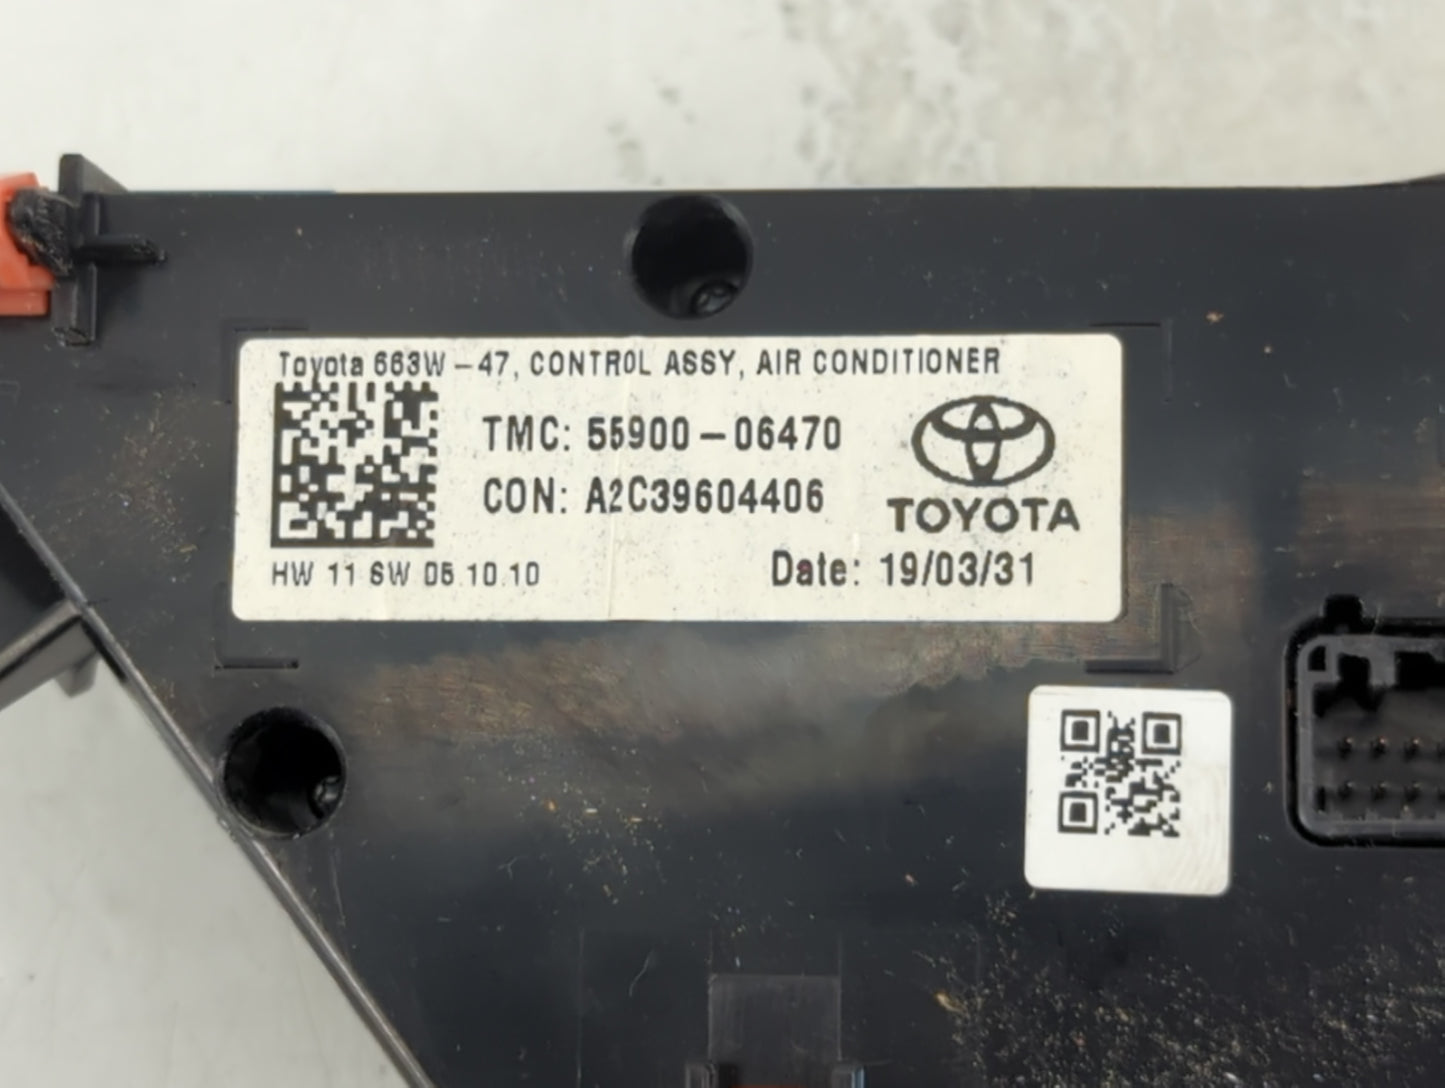 Toyota 663W-47, CONTROL ASSY, AIR CONDITIONER
TMC: 55900-06470
CON: A2C39604406
TOYOTA
HW 11 SW 05.10.10
Date: 19/03/31